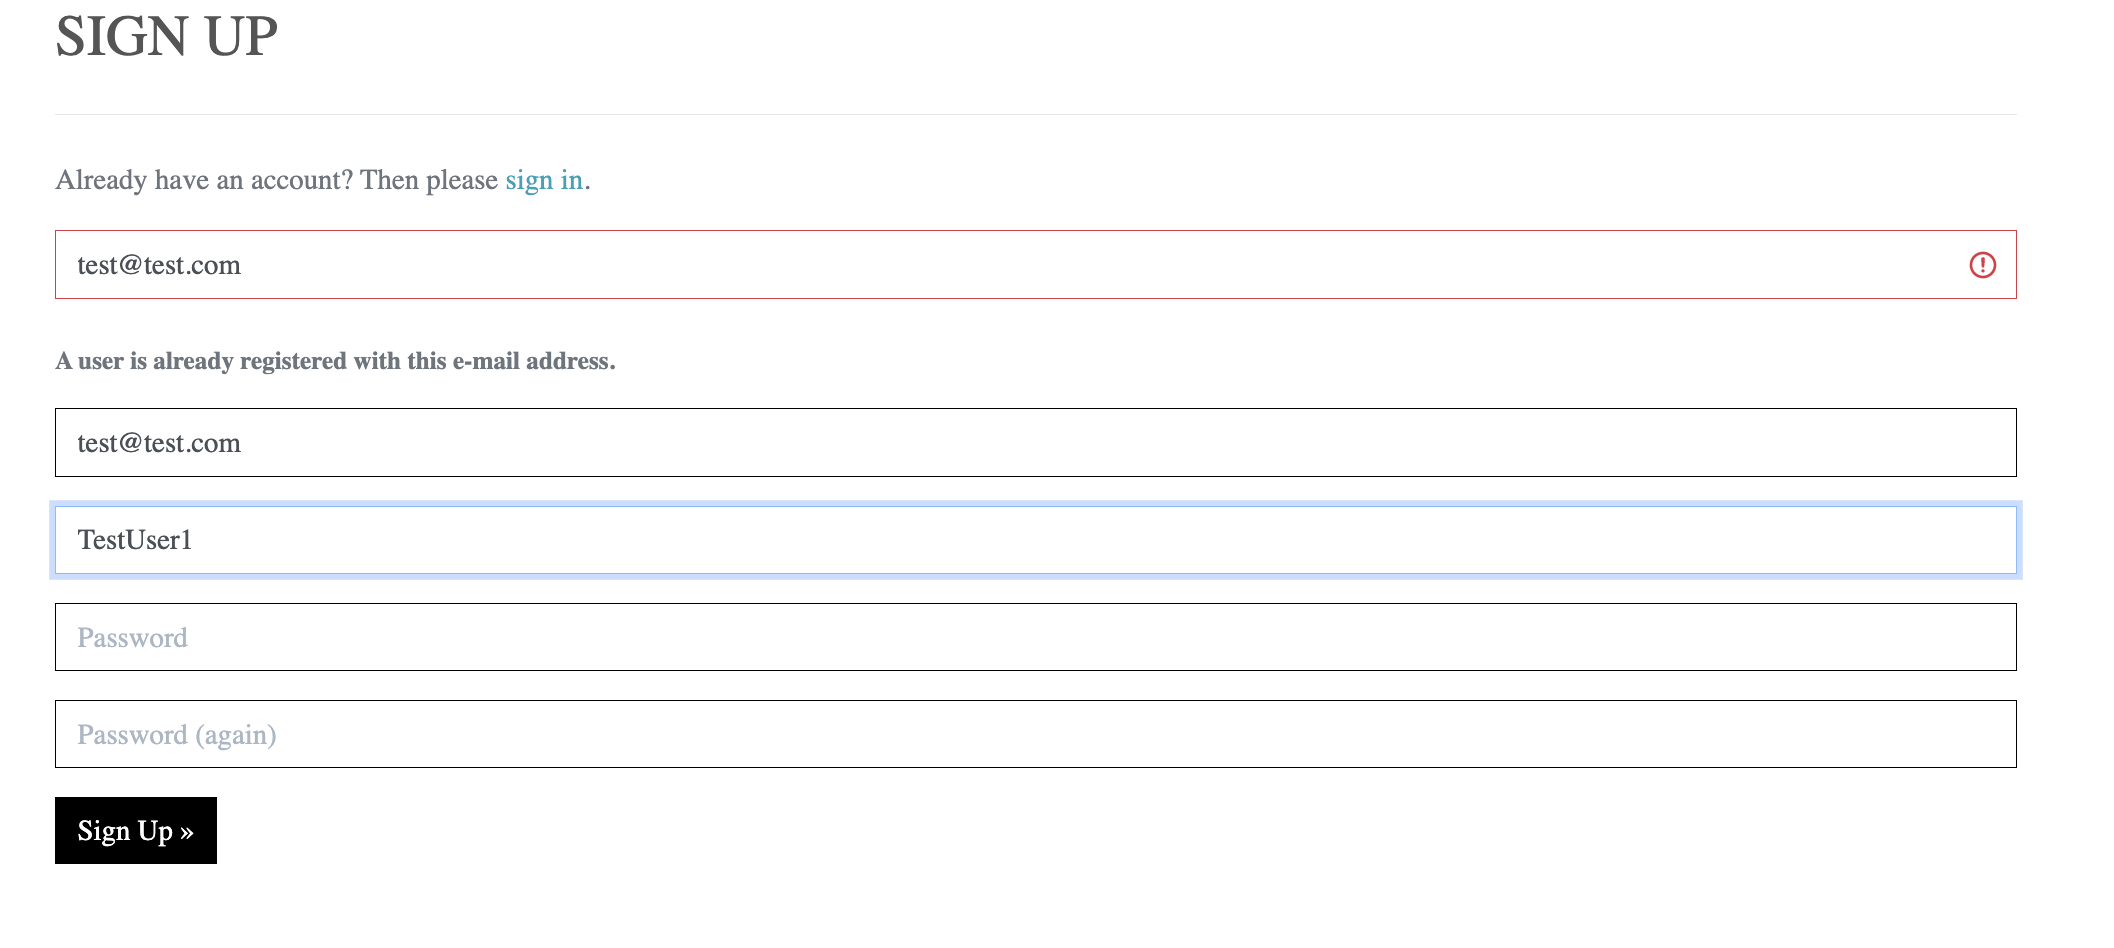 SIGN UP
Already have an account? Then please sign in.
test@test.com
A user is already registered with this e-mail address.
test@test.com
TestUser1
Password
Password (again)
Sign Up »